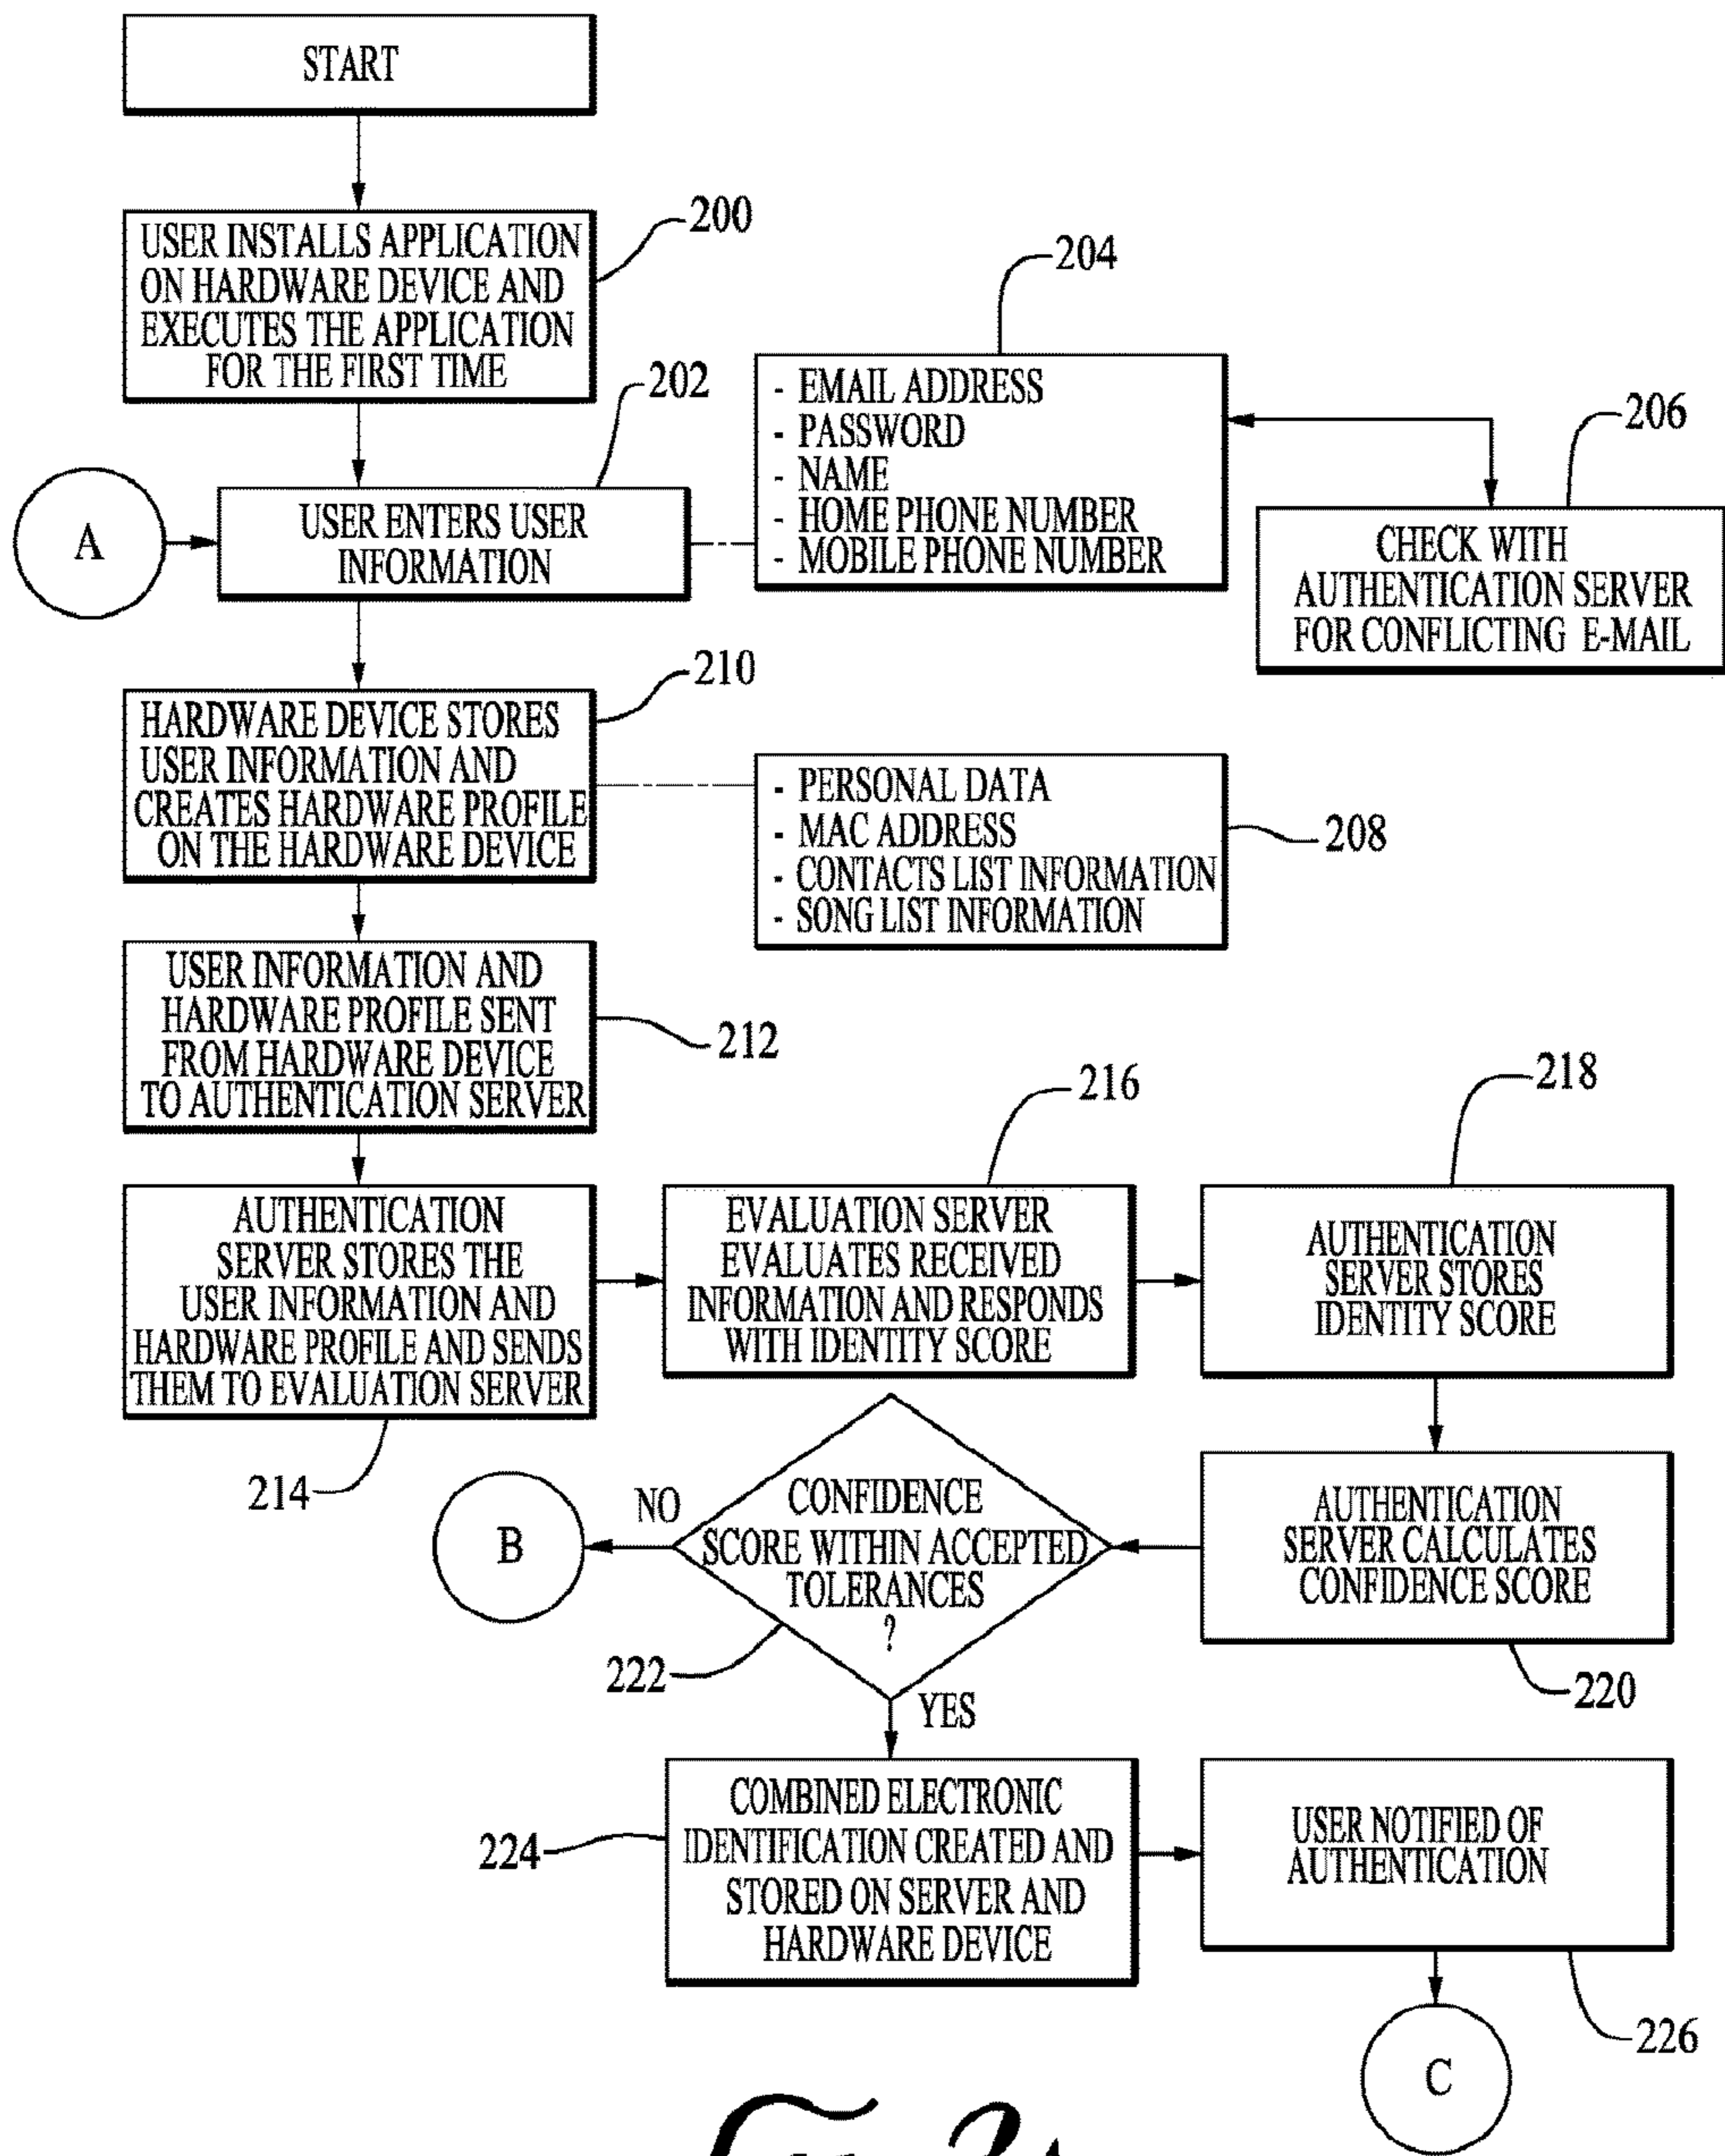 START
200
USER INSTALLS APPLICATION
ON HARDWARE DEVICE AND
EXECUTES THE APPLICATION
FOR THE FIRST TIME
202
A
USER ENTERS USER
INFORMATION
204
- EMAIL ADDRESS
- PASSWORD
- NAME
- HOME PHONE NUMBER
- MOBILE PHONE NUMBER
206
CHECK WITH
AUTHENTICATION SERVER
FOR CONFLICTING E-MAIL
210
HARDWARE DEVICE STORES
USER INFORMATION AND
CREATES HARDWARE PROFILE
ON THE HARDWARE DEVICE
- PERSONAL DATA
- MAC ADDRESS
- CONTACTS LIST INFORMATION
- SONG LIST INFORMATION
208
USER INFORMATION AND
HARDWARE PROFILE SENT
FROM HARDWARE DEVICE
TO AUTHENTICATION SERVER
212
AUTHENTICATION
SERVER STORES THE
USER INFORMATION AND
HARDWARE PROFILE AND SENDS
THEM TO EVALUATION SERVER
214
216
EVALUATION SERVER
EVALUATES RECEIVED
INFORMATION AND RESPONDS
WITH IDENTITY SCORE
218
AUTHENTICATION
SERVER STORES
IDENTITY SCORE
AUTHENTICATION
SERVER CALCULATES
CONFIDENCE SCORE
220
CONFIDENCE
SCORE WITHIN ACCEPTED
TOLERANCES
?
222
NO
B
YES
COMBINED ELECTRONIC
IDENTIFICATION CREATED AND
STORED ON SERVER AND
HARDWARE DEVICE
224
USER NOTIFIED OF
AUTHENTICATION
226
C